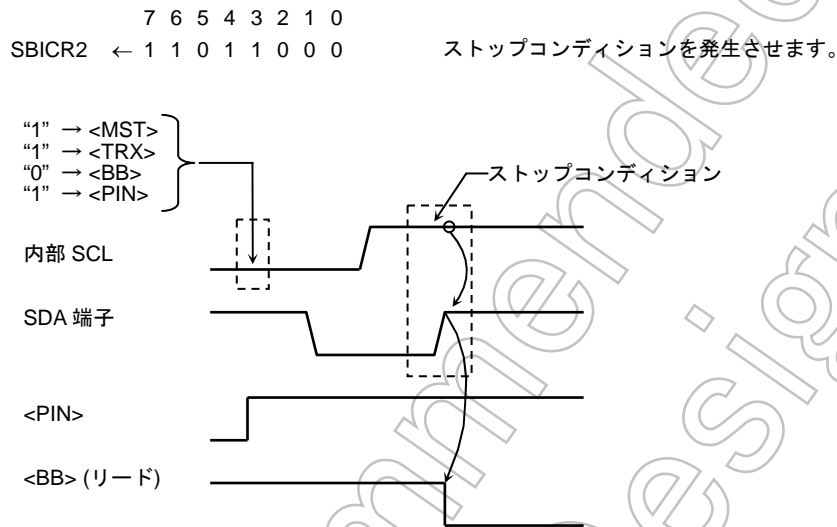 7 6 5 4 3 2 1 0
SBICR2 ← 1 1 0 1 1 0 0 0 ストップコンディションを発生させます。
“1” → <MST>
“1” → <TRX>
“0” → <BB>
“1” → <PIN>
ストップコンディション
内部 SCL
SDA 端子
<PIN>
<BB> (リード)